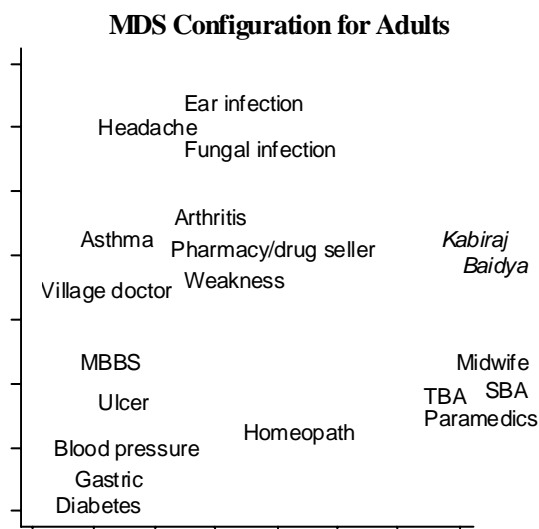 MDS Configuration for Adults
Ear infection
Headache
Fungal infection
Arthritis
Asthma
Kabiraj
Pharmacy/drug seller
Baidya
Weakness
Village doctor
MBBS
Midwife
SBA
TBA
Ulcer
Paramedics
Homeopath
Blood pressure
Gastric
Diabetes